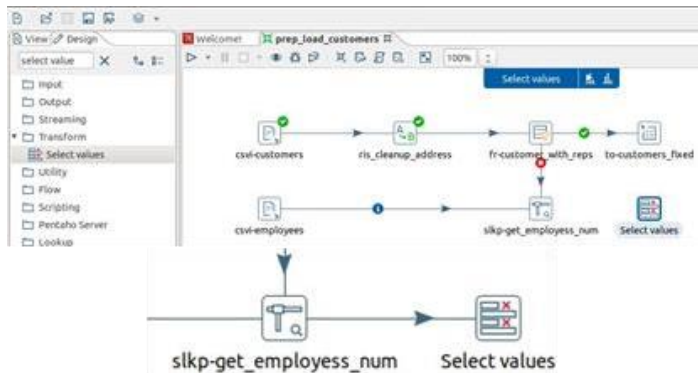 View Design
select value
Input
Output
Streaming
Transform
Select values
Utility
Flow
Scripting
Pentaho Server
Lookup
Welcome!
prep_load_customers
100%
Select values
csvi-customers
ris_cleanup_address
fr-customer_with_reps
to-customers_fixed
csvi-employees
slkp-get_employess_num
Select values
slkp-get_employess_num
Select values